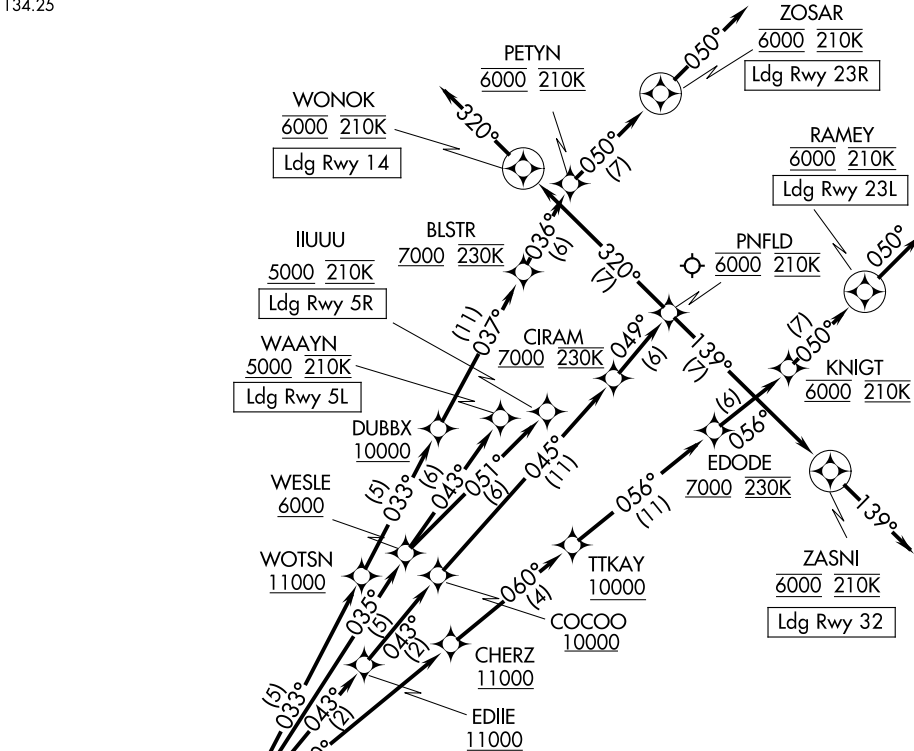 134.25
ZOSAR
6000 210K
Ldg Rwy 23R
050°
PETYN
6000 210K
WONOK
6000 210K
Ldg Rwy 14
320°
050°
(7)
RAMEY
6000 210K
Ldg Rwy 23L
050°
IIUUU
5000 210K
Ldg Rwy 5R
BLSTR
7000 230K
036°
(6)
320°
(7)
PNFLD
6000 210K
WAAYN
5000 210K
Ldg Rwy 5L
(11)
037°
CIRAM
7000 230K
049°
(6)
139°
(7)
(7)
050°
KNIGT
6000 210K
DUBBX
10000
(6)
056°
EDODE
7000 230K
WESLE
6000
(5)
033°
(6)
043°
051°
(6)
045°
(11)
056°
(11)
139°
ZASNI
6000 210K
Ldg Rwy 32
WOTSN
11000
TTKAY
10000
060°
(4)
COCOO
10000
035°
(5)
043°
(2)
CHERZ
11000
EDIIE
11000
(5)
033°
043°
(2)